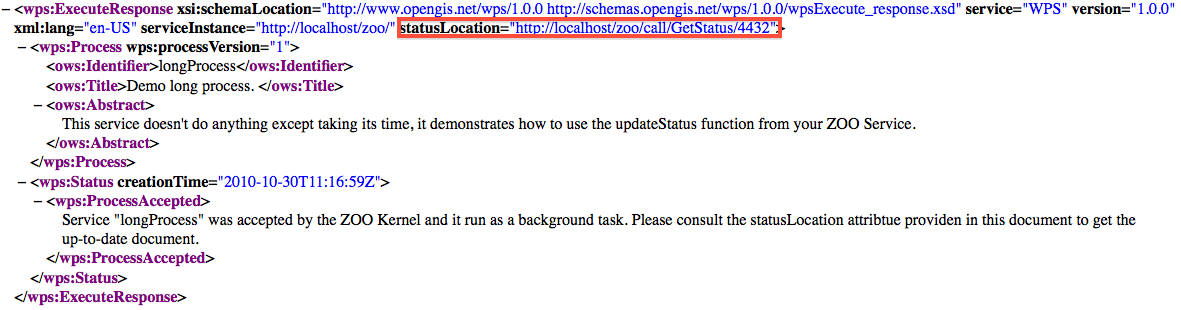 – <wps:ExecuteResponse xsi:schemaLocation="http://www.opengis.net/wps/1.0.0 http://schemas.opengis.net/wps/1.0.0/wpsExecute_response.xsd" service="WPS" version="1.0.0"
xml:lang="en-US" serviceInstance="http://localhost/zoo/" statusLocation="http://localhost/zoo/call/GetStatus/4432">
– <wps:Process wps:processVersion="1">
<ows:Identifier>longProcess</ows:Identifier>
<ows:Title>Demo long process. </ows:Title>
– <ows:Abstract>
This service doesn't do anything except taking its time, it demonstrates how to use the updateStatus function from your ZOO Service.
</ows:Abstract>
</wps:Process>
– <wps:Status creationTime="2010-10-30T11:16:59Z">
– <wps:ProcessAccepted>
Service "longProcess" was accepted by the ZOO Kernel and it run as a background task. Please consult the statusLocation attribtue providen in this document to get the
up-to-date document.
</wps:ProcessAccepted>
</wps:Status>
</wps:ExecuteResponse>